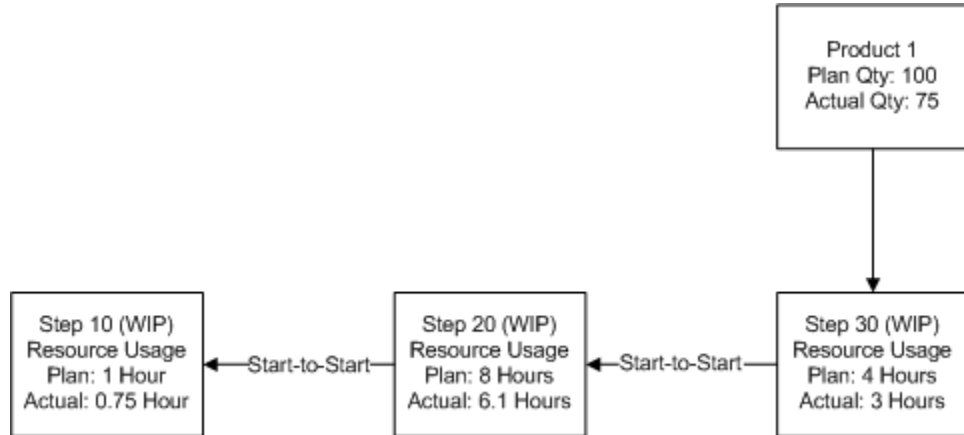 Product 1
Plan Qty: 100
Actual Qty: 75
Step 10 (WIP)
Resource Usage
Plan: 1 Hour
Actual: 0.75 Hour
Start-to-Start
Step 20 (WIP)
Resource Usage
Plan: 8 Hours
Actual: 6.1 Hours
Start-to-Start
Step 30 (WIP)
Resource Usage
Plan: 4 Hours
Actual: 3 Hours